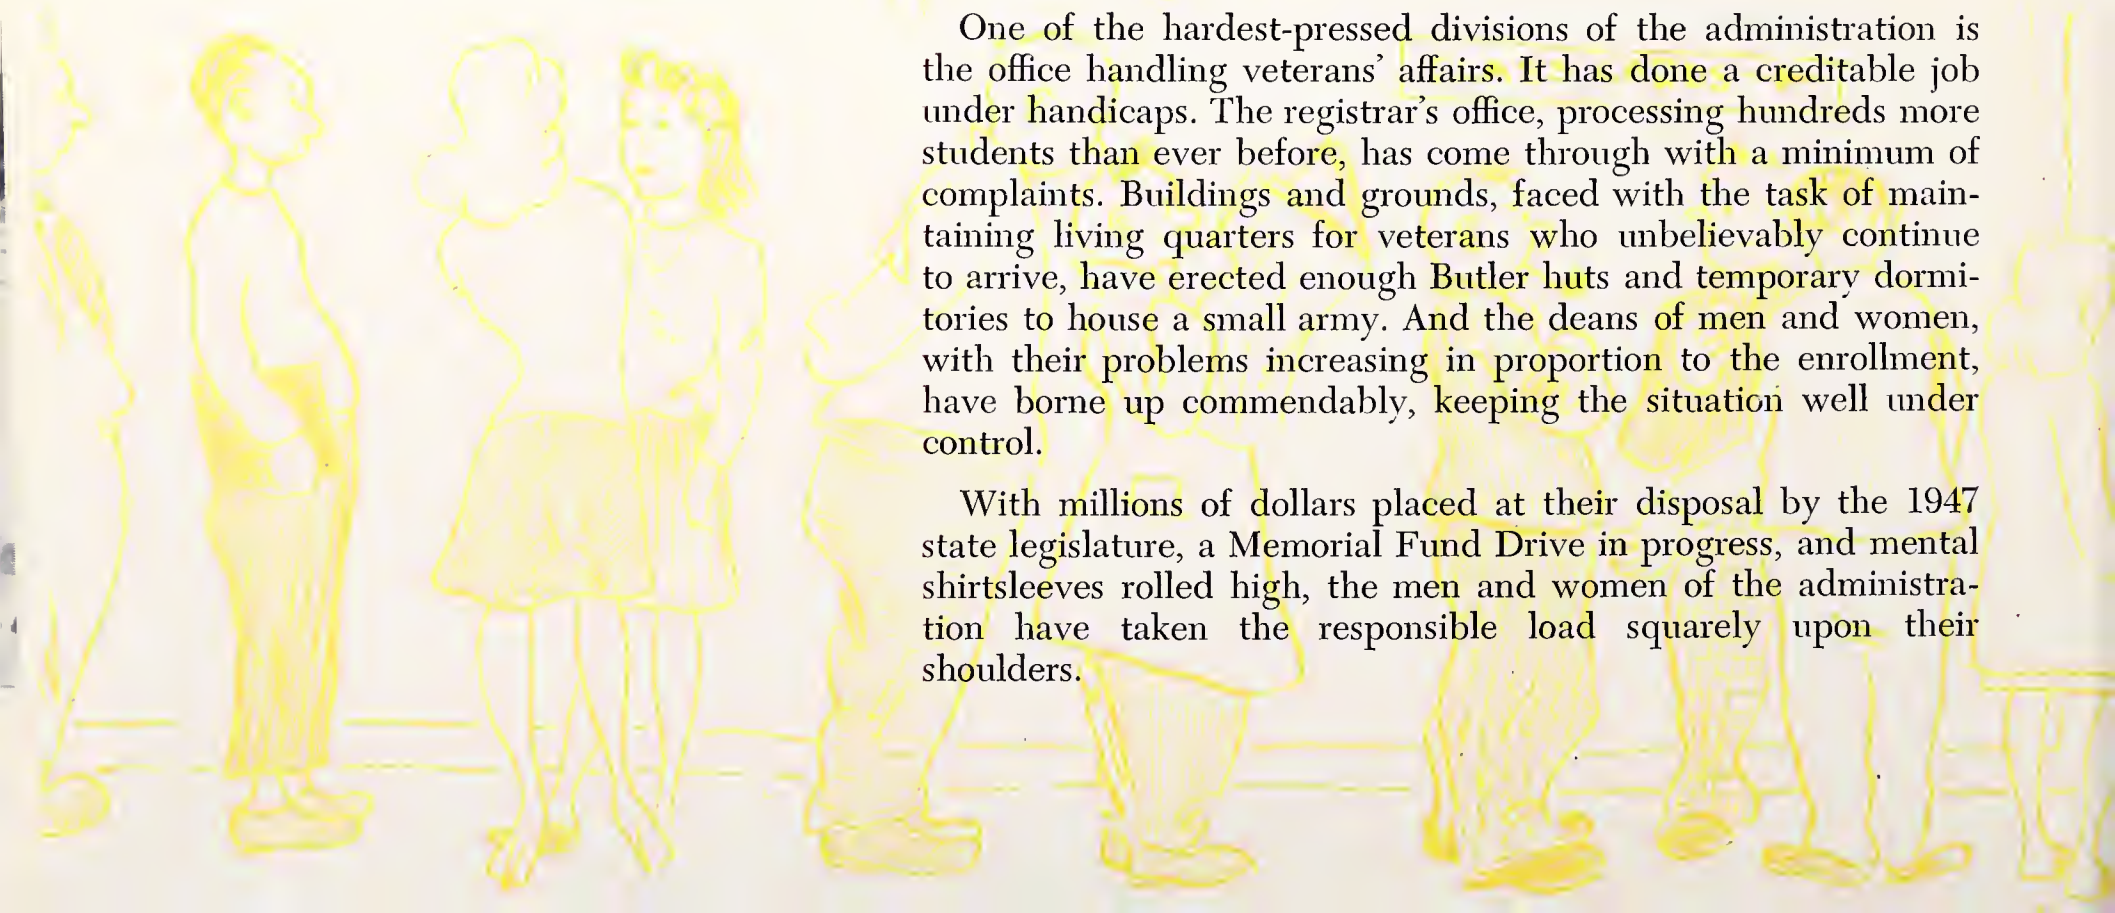 One of the hardest-pressed divisions of the administration is
the office handling veterans’ affairs. It has done a creditable job
under handicaps. The registrar’s office, processing hundreds more
students than ever before, has come through with a minimum of
complaints. Buildings and grounds, faced with the task of main-
taining living quarters for veterans who unbelievably continue
to arrive, have erected enough Butler huts and temporary dormi-
tories to house a small army. And the deans of men and women,
with their problems increasing in proportion to the enrollment,
have borne up commendably, keeping the situation well under
control.
With millions of dollars placed at their disposal by the 1947
state legislature, a Memorial Fund Drive in progress, and mental
shirtsleeves rolled high, the men and women of the administra-
tion have taken the responsible load squarely upon their
shoulders.